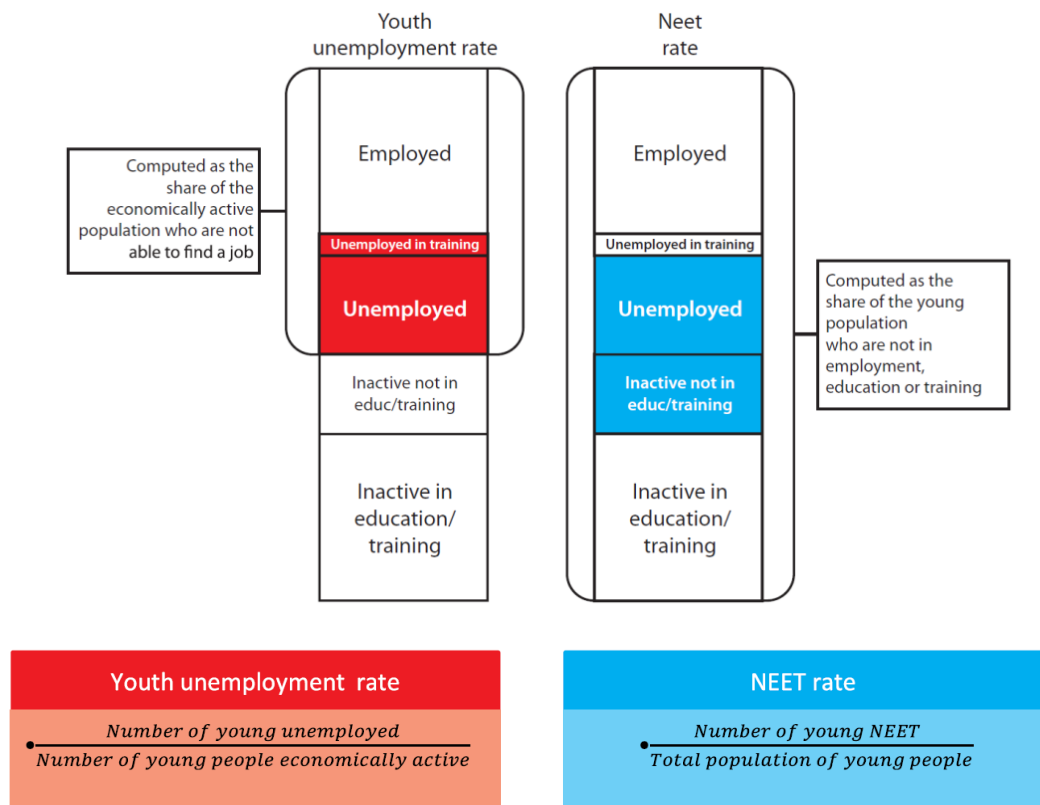 Youth
unemployment rate
Neet
rate
Computed as the
share of the
economically active
population who are not
able to find a job
Employed
Unemployed in training
Unemployed
Inactive not in
educ/training
Inactive in
education/
training
Employed
Unemployed in training
Unemployed
Inactive not in
educ/training
Inactive in
education/
training
Computed as the
share of the young
population
who are not in
employment,
education or training
Youth unemployment rate
Number of young unemployed
Number of young people economically active
NEET rate
Number of young NEET
Total population of young people